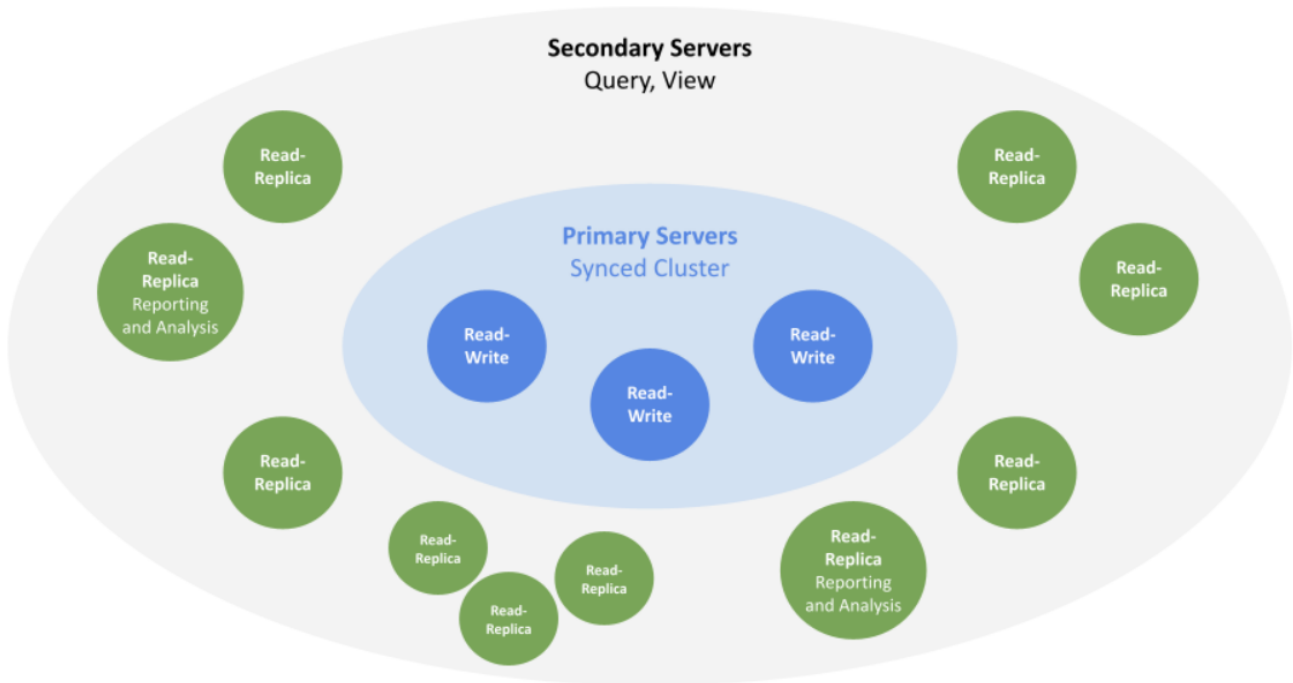 Secondary Servers
Query, View
Read-
Replica
Read-
Replica
Read-
Replica
Reporting
and Analysis
Read-
Replica
Primary Servers
Synced Cluster
Read-
Write
Read-
Write
Read-
Write
Read-
Replica
Read-
Replica
Read-
Replica
Read-
Replica
Read-
Replica
Read-
Replica
Reporting
and Analysis